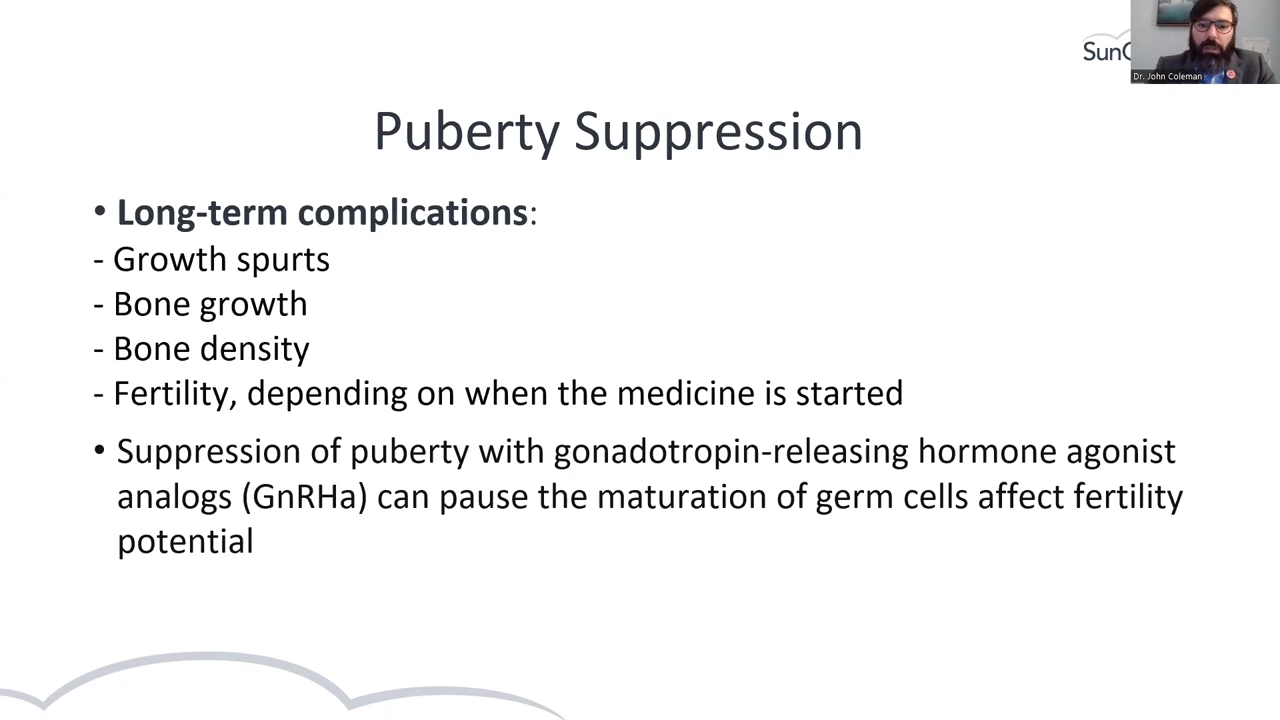 Dr. John Coleman
Puberty Suppression
• Long-term complications:
- Growth spurts
- Bone growth
- Bone density
- Fertility, depending on when the medicine is started
• Suppression of puberty with gonadotropin-releasing hormone agonist
analogs (GnRHa) can pause the maturation of germ cells affect fertility
potential